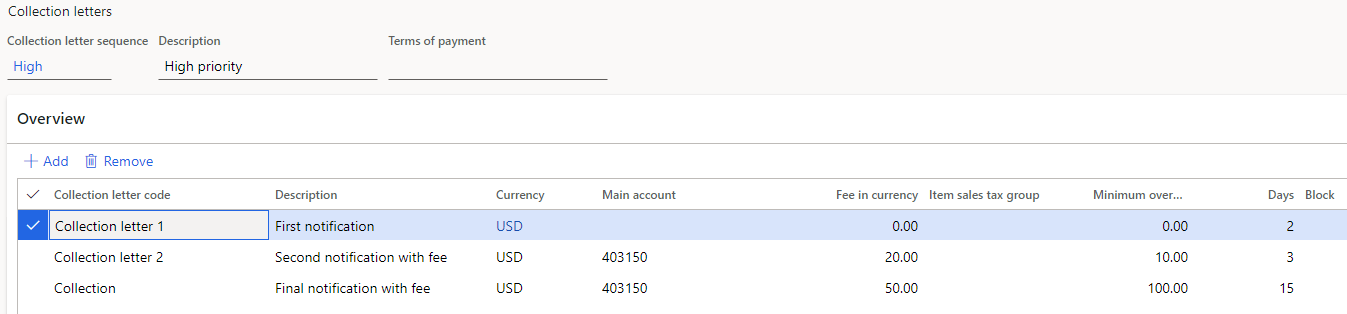 Collection letters
Collection letter sequence Description Terms of payment
High High priority
Overview
Add Remove
Collection letter code Description Currency Main account Fee in currency Item sales tax group Minimum over... Days Block
Collection letter 1 First notification USD 0.00 0.00 2
Collection letter 2 Second notification with fee USD 403150 20.00 10.00 3
Collection Final notification with fee USD 403150 50.00 100.00 15